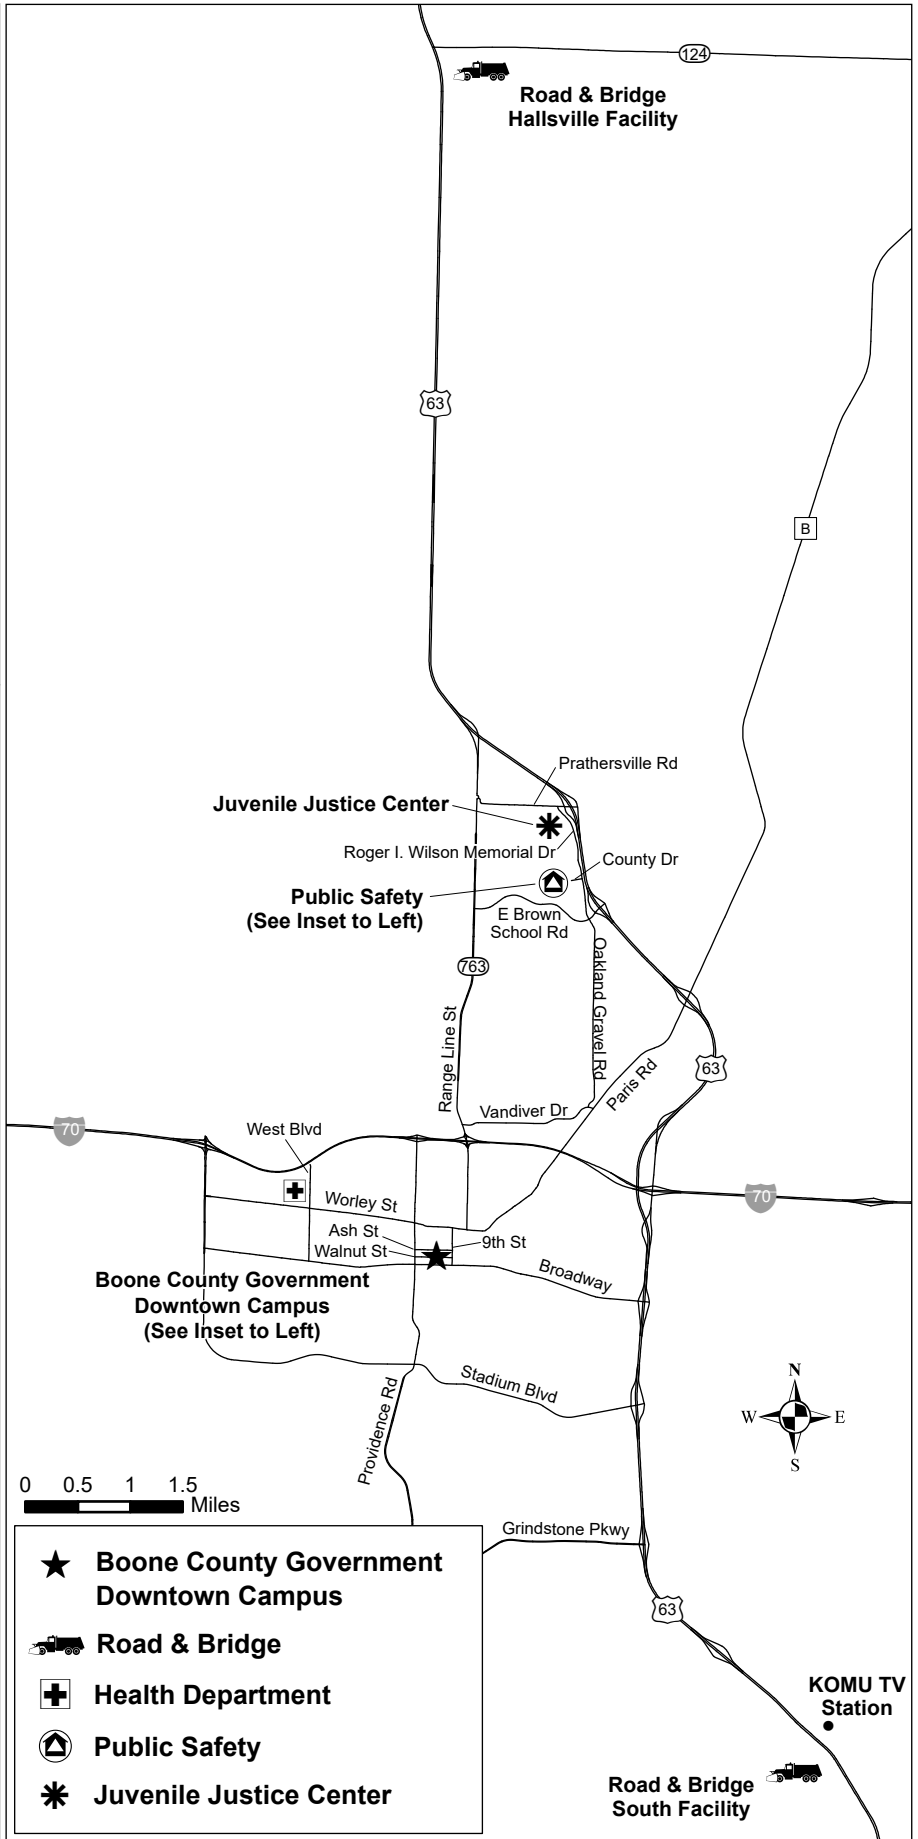 124
Road & Bridge
Hallsville Facility
63
B
Prathersville Rd
Juvenile Justice Center
Roger I. Wilson Memorial Dr
County Dr
Public Safety
(See Inset to Left)
E Brown
School Rd
Oakland Gravel Rd
763
Range Line St
63
Paris Rd
Vandiver Dr
70
West Blvd
70
Worley St
Ash St
9th St
Walnut St
Broadway
Boone County Government
Downtown Campus
(See Inset to Left)
Stadium Blvd
N
W E
S
Providence Rd
0 0.5 1 1.5
Miles
Grindstone Pkwy
Boone County Government
Downtown Campus
Road & Bridge
Health Department
Public Safety
Juvenile Justice Center
63
KOMU TV
Station
Road & Bridge
South Facility